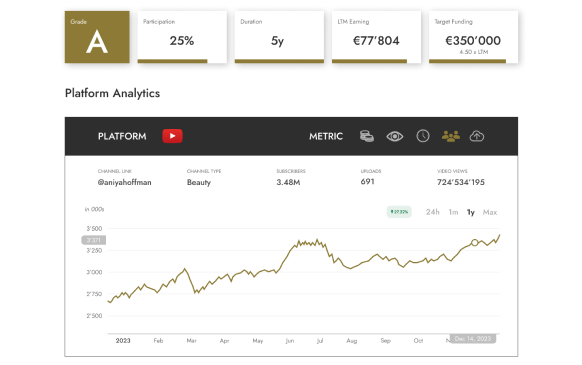 Grade
Participation
Duration
LTM Earning
Target Funding
A
25%
5y
€77’804
€350’000
4.50 x LTM
Platform Analytics
PLATFORM
METRIC
CHANNEL LINK
CHANNEL TYPE
SUBSCRIBERS
UPLOADS
VIDEO VIEWS
@aniyahoffman
Beauty
3.48M
691
724’534’195
in 000s
24h
1m
1y
Max
3’500
3’371
3’250
3’000
2’750
2’500
2023
Feb
Mar
Apr
May
Jun
Jul
Aug
Sep
Oct
Dec 14, 2023